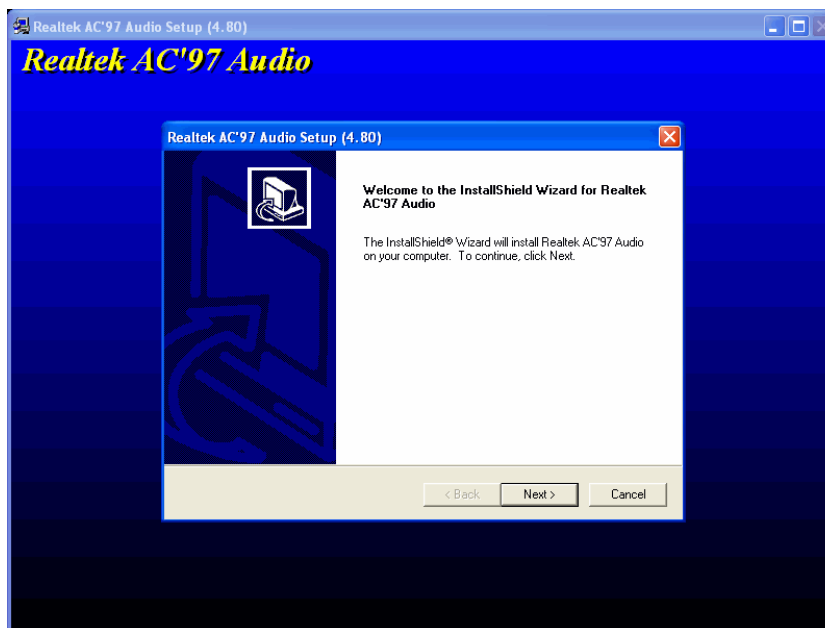 Realtek AC'97 Audio Setup (4.80)
Realtek AC'97 Audio
Realtek AC'97 Audio Setup (4.80)
Welcome to the InstallShield Wizard for Realtek
AC'97 Audio
The InstallShield® Wizard will install Realtek AC'97 Audio
on your computer. To continue, click Next.
< Back Next > Cancel